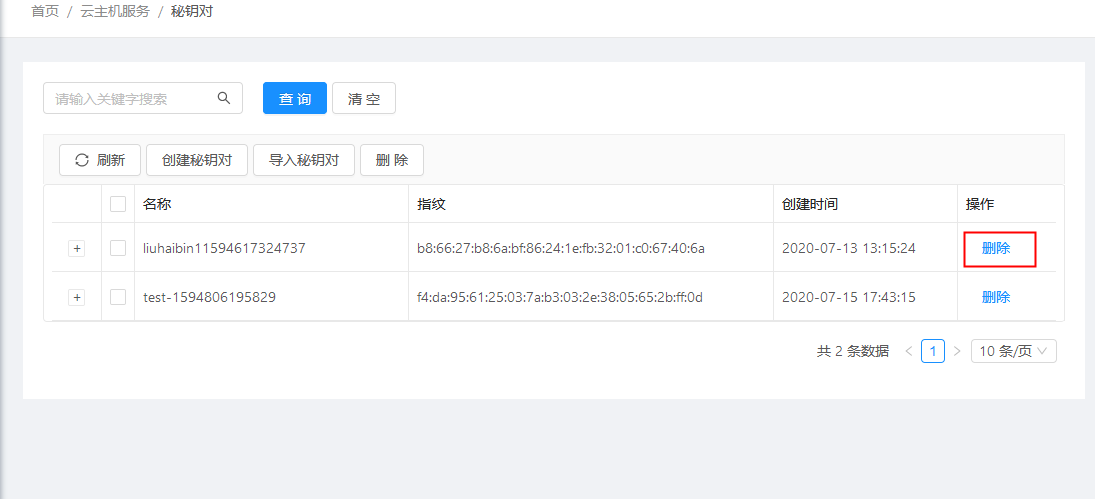 首页 / 云主机服务 / 秘钥对
请输入关键字搜索 查 询 清 空
刷新 创建秘钥对 导入秘钥对 删 除
名称 指纹 创建时间 操作
+ liuhaibin11594617324737 b8:66:27:b8:6a:bf:86:24:1e:fb:32:01:c0:67:40:6a 2020-07-13 13:15:24 删除
+ test-1594806195829 f4:da:95:61:25:03:7a:b3:03:2e:38:05:65:2b:ff:0d 2020-07-15 17:43:15 删除
共 2 条数据 < 1 > 10 条/页